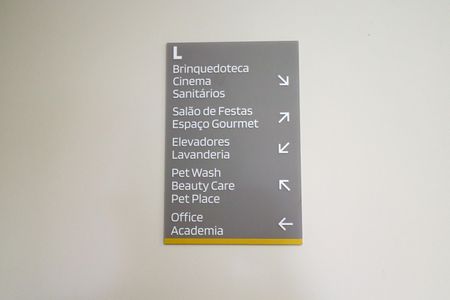 L
Brinquedoteca
Cinema
Sanitários
Salão de Festas
Espaço Gourmet
Elevadores
Lavanderia
Pet Wash
Beauty Care
Pet Place
Office
Academia